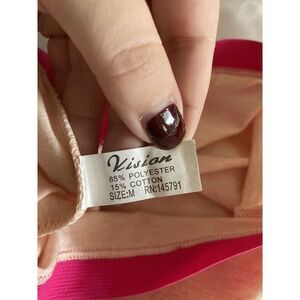 Vision
85% POLYESTER
15% COTTON
SIZE:M RN:145791